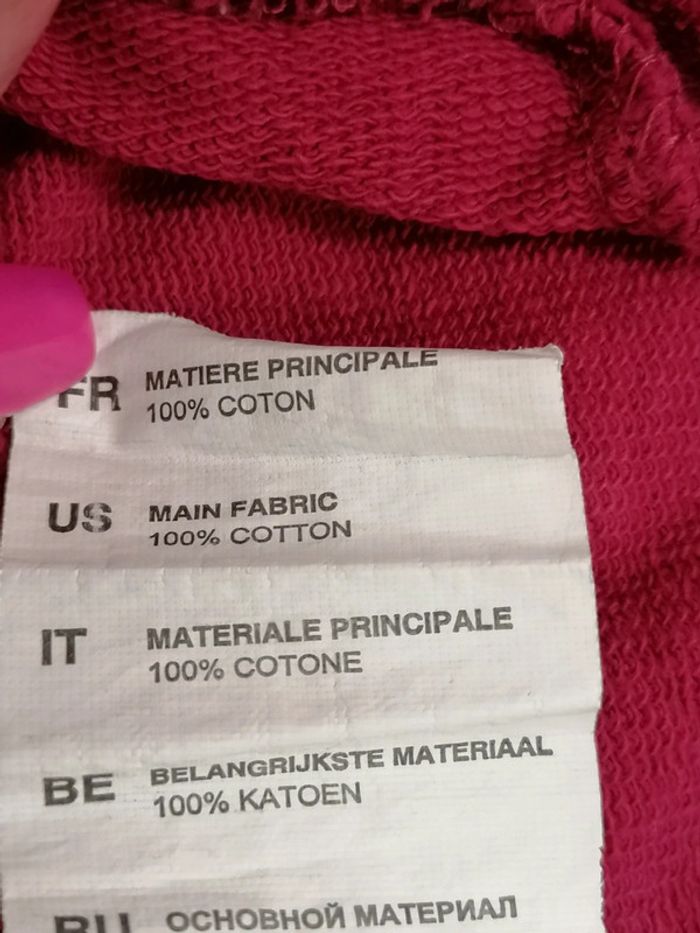 FR MATIERE PRINCIPALE
100% COTON
US MAIN FABRIC
100% COTTON
IT MATERIALE PRINCIPALE
100% COTONE
BE BELANGRIJKSTE MATERIAAL
100% KATOEN
RU ОСНОВНОЙ МАТЕРИАЛ